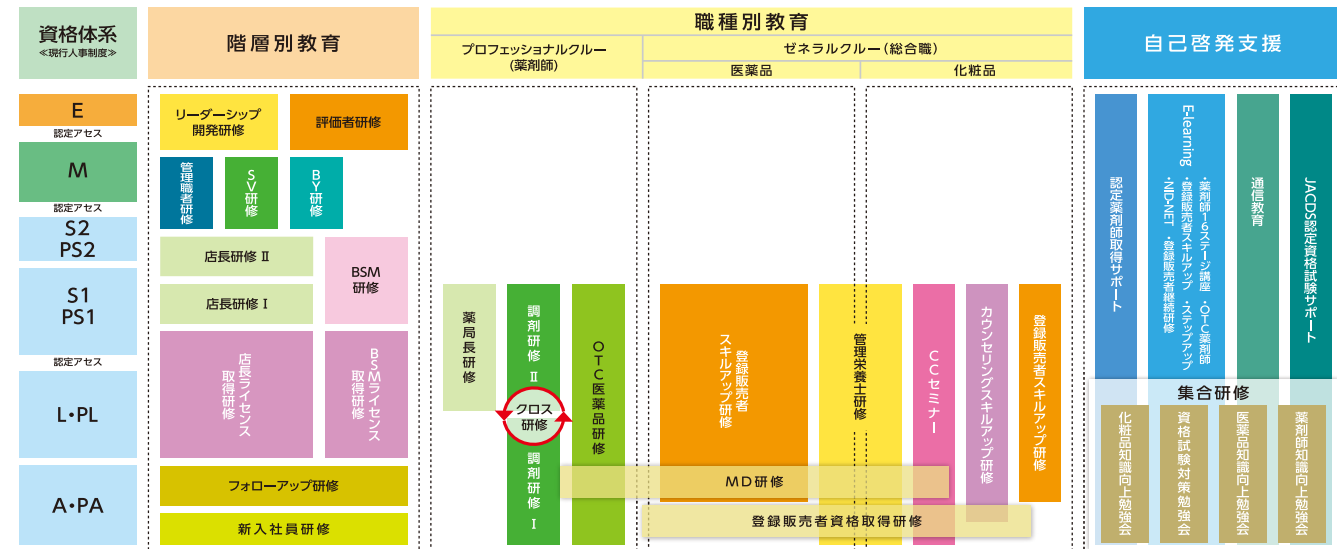 資格体系
≪現行人事制度≫
階層別教育
職種別教育
プロフェッショナルクルー
(薬剤師)
ゼネラルクルー(総合職)
医薬品
化粧品
自己啓発支援
E
認定アセス
M
認定アセス
S2
PS2
S1
PS1
認定アセス
L・PL
A・PA
リーダーシップ
開発研修
評価者研修
管理職者研修
SV研修
BY研修
店長研修 Ⅱ
店長研修 Ⅰ
BSM
研修
店長ライセンス
取得研修
BSMライセンス
取得研修
フォローアップ研修
新入社員研修
薬局長研修
調剤研修 Ⅱ
クロス
研修
調剤研修 Ⅰ
OTC医薬品研修
登録販売者
スキルアップ研修
管理栄養士研修
CCセミナー
カウンセリングスキルアップ研修
登録販売者スキルアップ研修
MD研修
登録販売者資格取得研修
認定薬剤師取得サポート
E-learning
・薬剤師16ステージ講座 ・OTC薬剤師
・登録販売者スキルアップ ・ステップアップ
・NID-NET ・登録販売者継続研修
通信教育
JACDS認定資格試験サポート
集合研修
化粧品知識向上勉強会
資格試験対策勉強会
医薬品知識向上勉強会
薬剤師知識向上勉強会